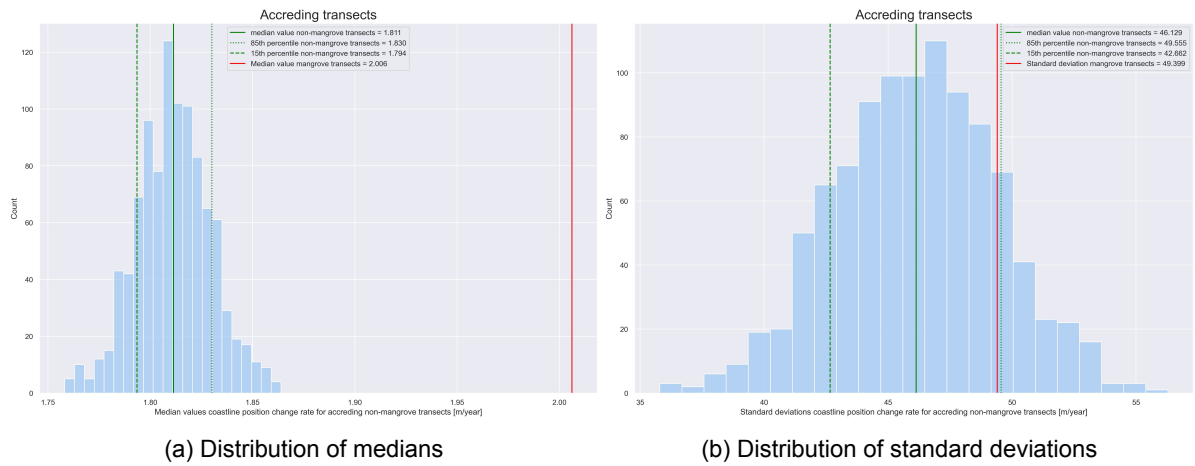 Accreding transects
median value non-mangrove transects = 1.811
85th percentile non-mangrove transects = 1.830
15th percentile non-mangrove transects = 1.794
Median value mangrove transects = 2.006
Count
120
100
80
60
40
20
0
1.75
1.80
1.85
1.90
1.95
2.00
Median values coastline position change rate for accreding non-mangrove transects [m/year]
(a) Distribution of medians
Accreding transects
median value non-mangrove transects = 46.129
85th percentile non-mangrove transects = 49.555
15th percentile non-mangrove transects = 42.662
Standard deviation mangrove transects = 49.399
Count
100
80
60
40
20
0
35
40
45
50
55
Standard deviations coastline position change rate for accreding non-mangrove transects [m/year]
(b) Distribution of standard deviations